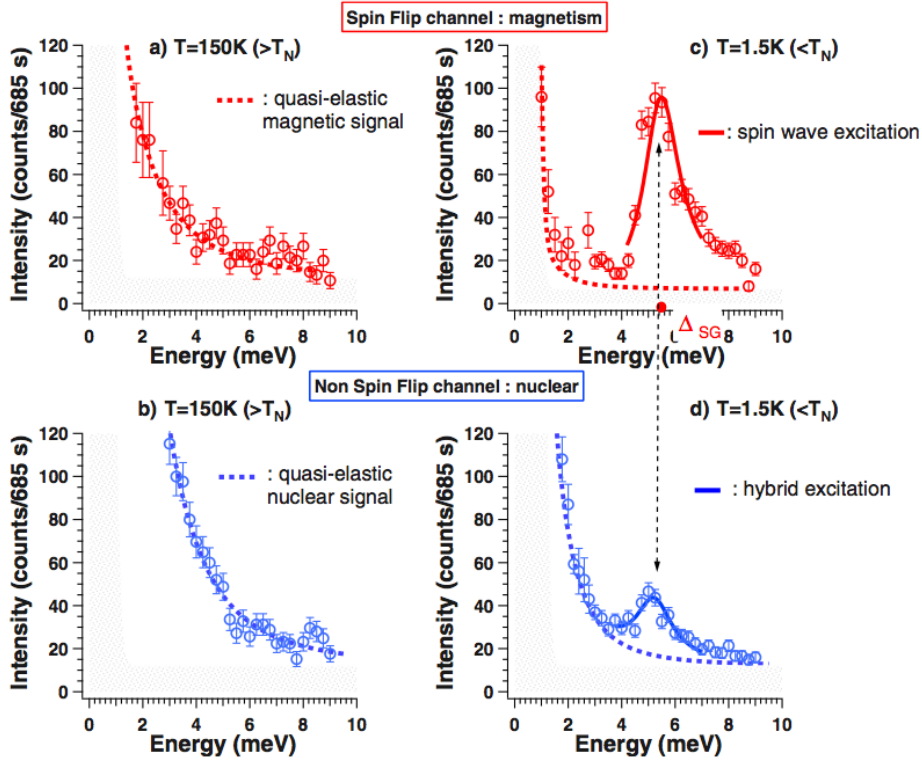 Spin Flip channel : magnetism
a) T=150K (>TN)
: quasi-elastic
magnetic signal
Intensity (counts/685 s)
120
100
80
60
40
20
0
0 2 4 6 8 10
Energy (meV)
c) T=1.5K (<TN)
: spin wave excitation
Intensity (counts/685 s)
120
100
80
60
40
20
0
0 2 4 6 8 10
Δ SG
Energy (meV)
Non Spin Flip channel : nuclear
b) T=150K (>TN)
: quasi-elastic
nuclear signal
Intensity (counts/685 s)
120
100
80
60
40
20
0
0 2 4 6 8 10
Energy (meV)
d) T=1.5K (<TN)
: hybrid excitation
Intensity (counts/685 s)
120
100
80
60
40
20
0
0 2 4 6 8 10
Energy (meV)